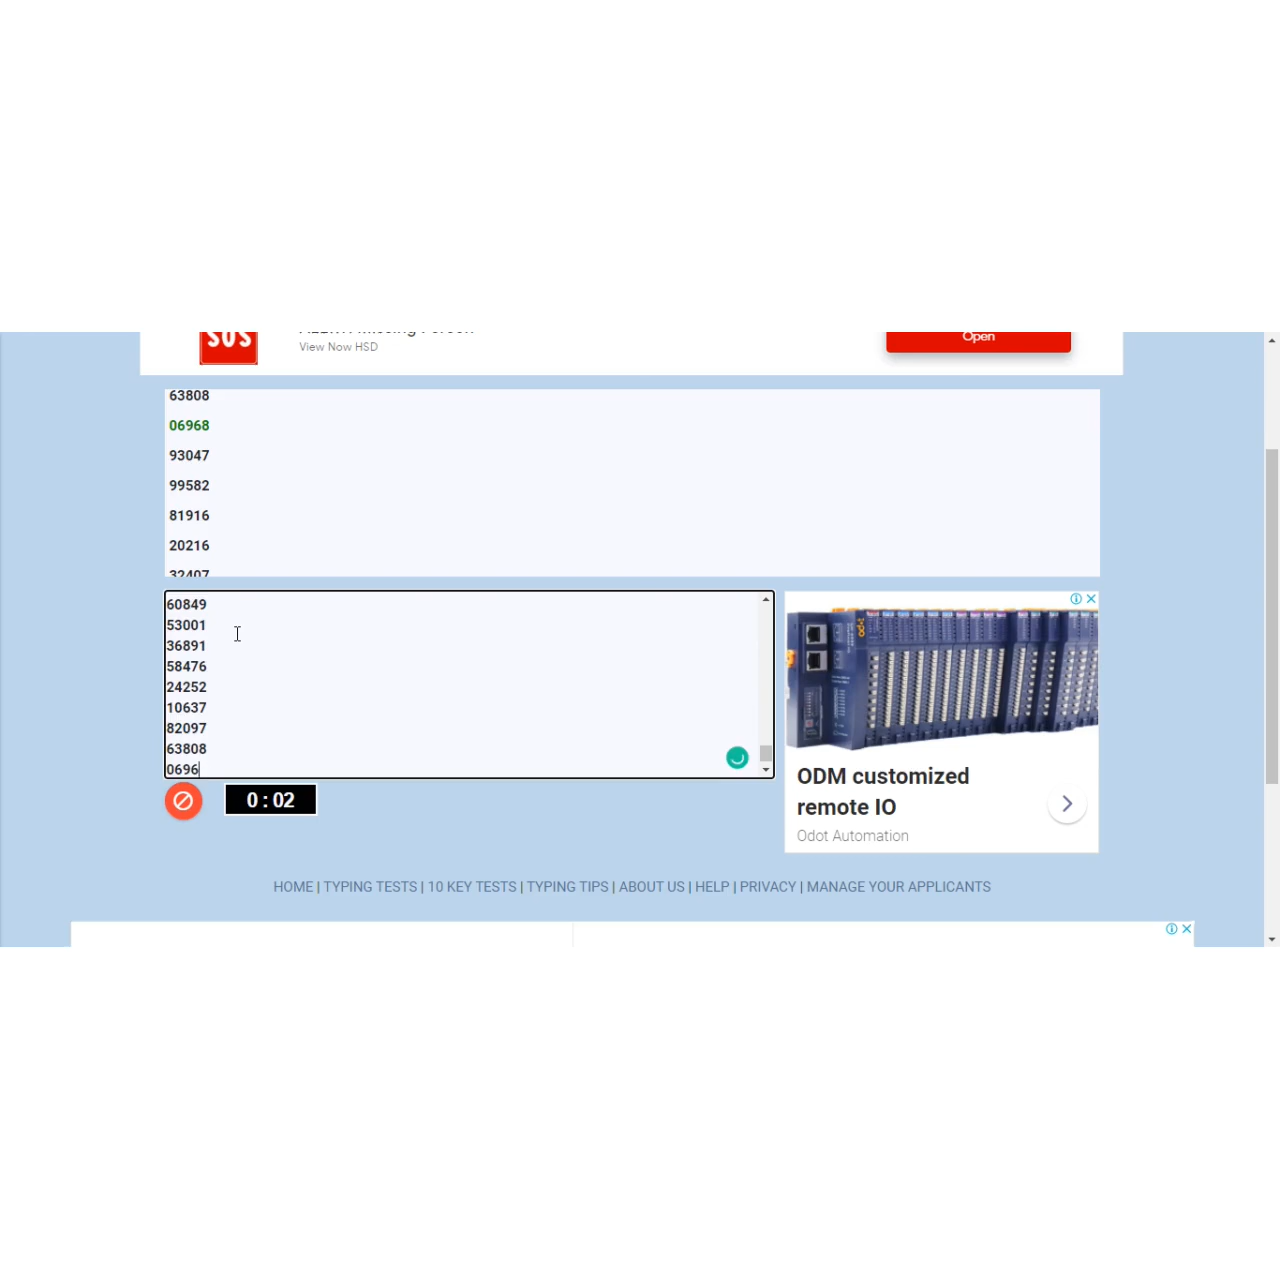 SOS
View Now HSD
Open
63808
06968
93047
99582
81916
20216
32407
60849
53001
36891
58476
24252
10637
82097
63808
0696
0:02
ODM customized
remote IO
Odot Automation
HOME | TYPING TESTS | 10 KEY TESTS | TYPING TIPS | ABOUT US | HELP | PRIVACY | MANAGE YOUR APPLICANTS